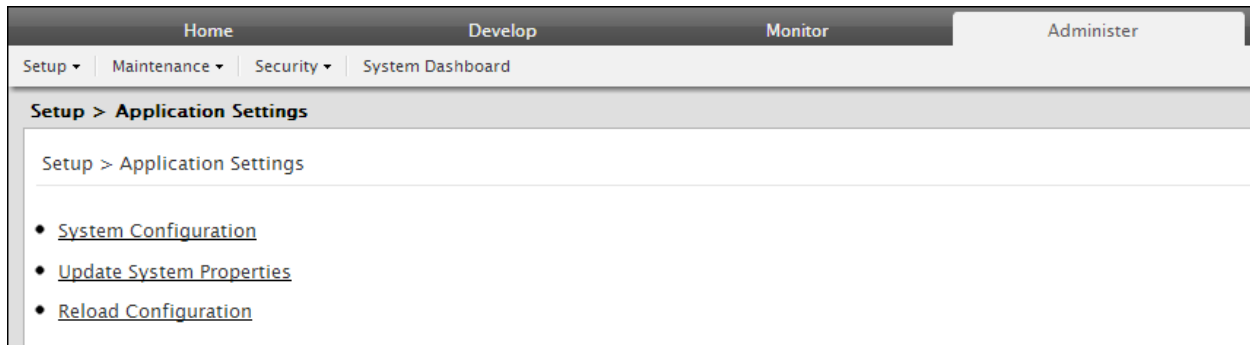 Home Develop Monitor Administer
Setup Maintenance Security System Dashboard
Setup > Application Settings
Setup > Application Settings
System Configuration
Update System Properties
Reload Configuration